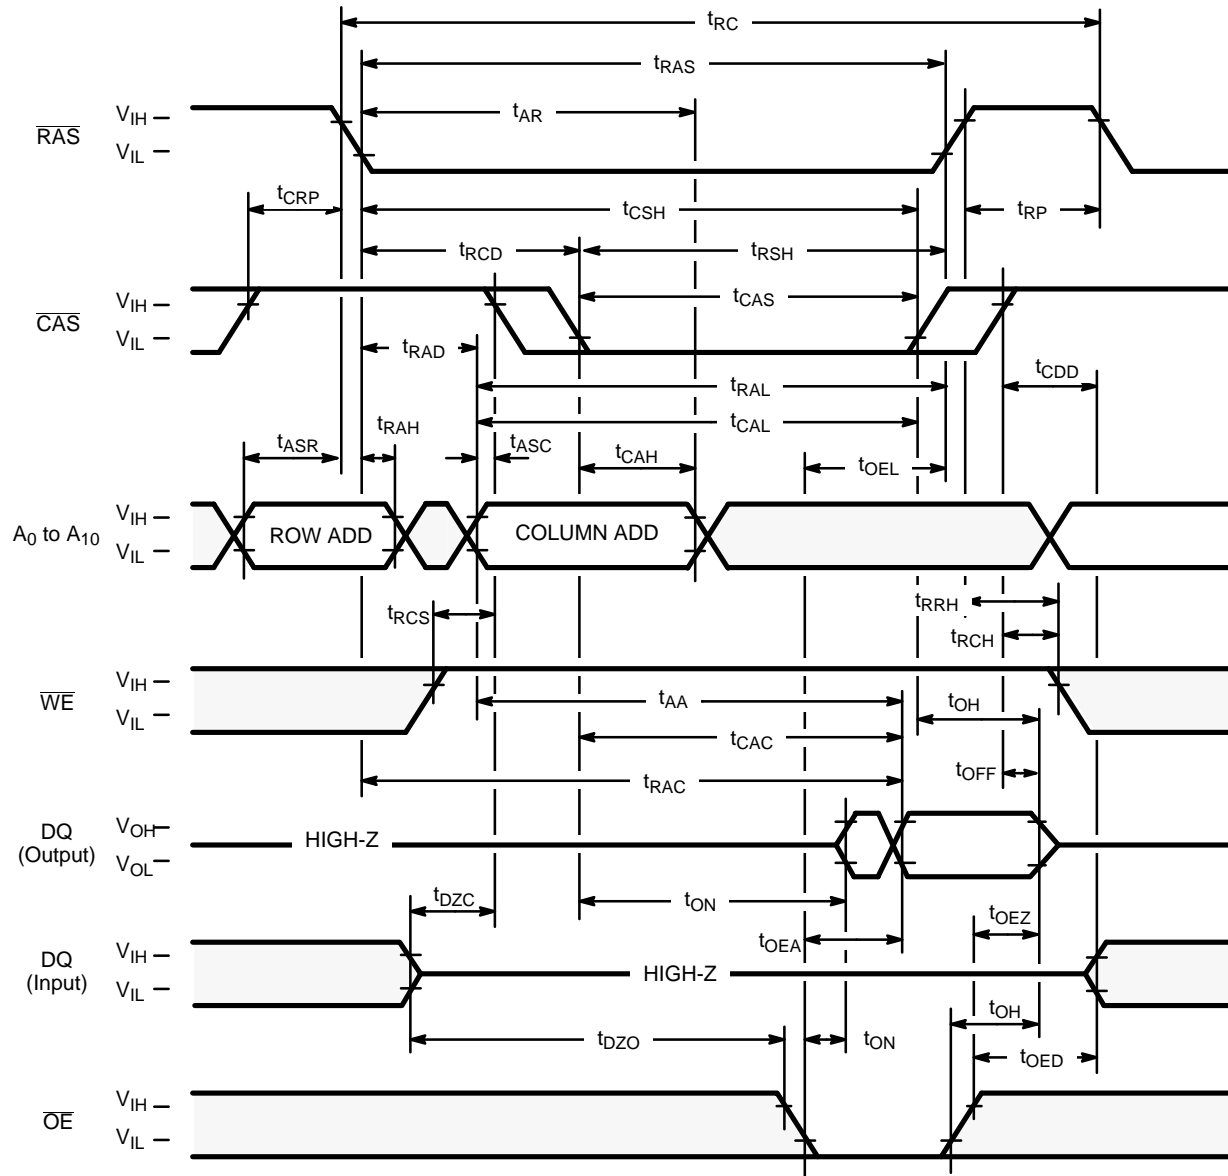 tRC
tRAS
tAR
RAS
VIH
VIL
tCRP
tCSH
tRP
tRCD
tRSH
CAS
VIH
VIL
tCAS
tRAD
tCDD
tRAL
tRAH
tCAL
tASR
tASC
tCAH
tOEL
A0 to A10
VIH
VIL
ROW ADD
COLUMN ADD
tRCS
tRRH
tRCH
WE
VIH
VIL
tAA
tOH
tCAC
tOFF
tRAC
DQ
(Output)
VOH
VOL
HIGH-Z
tDZC
tON
tOEZ
tOEA
DQ
(Input)
VIH
VIL
HIGH-Z
tOH
tDZO
tON
tOED
OE
VIH
VIL